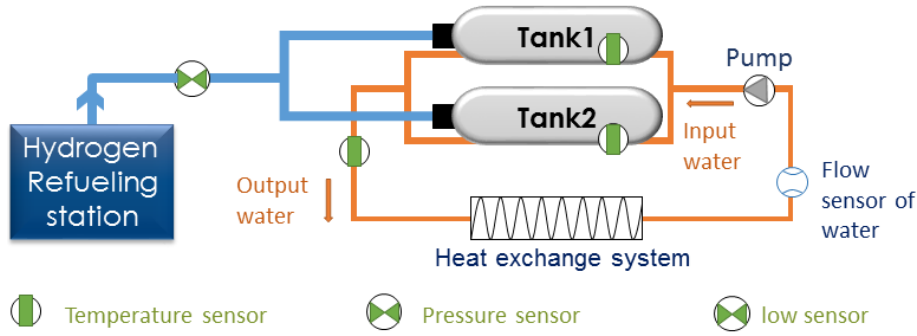 Tank1
Pump
Tank2
Hydrogen
Refueling
station
Input
water
Output
water
Flow
sensor of
water
Heat exchange system
Temperature sensor
Pressure sensor
low sensor